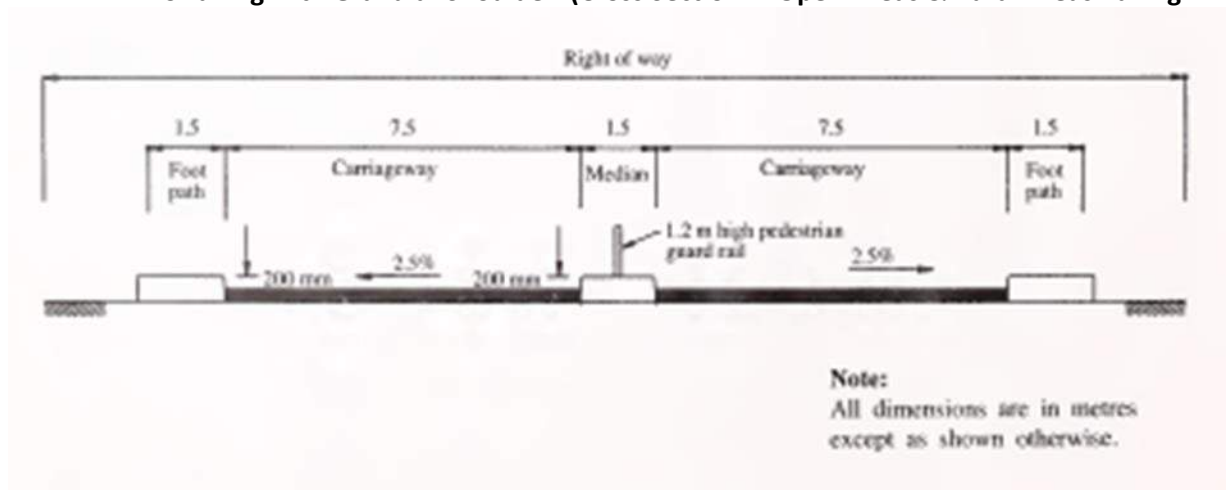 Right of way
1.5 7.5 1.5 7.5 1.5
Foot path Carriageway Median Carriageway Foot path
1.2 m high pedestrian
guard rail
200 mm 2.5% 200 mm 2.5%
Note:
All dimensions are in metres
except as shown otherwise.